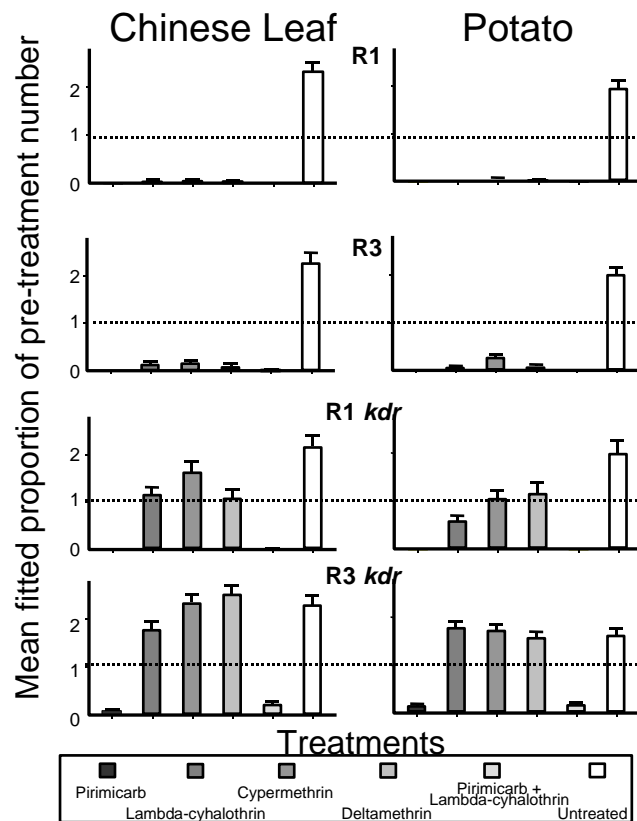 Chinese Leaf
Potato
Mean fitted proportion of pre-treatment number
R1
2
1
0
R3
2
1
0
R1 kdr
2
1
0
R3 kdr
2
1
0
Treatments
Pirimicarb
Lambda-cyhalothrin
Cypermethrin
Deltamethrin
Pirimicarb +
Lambda-cyhalothrin
Untreated